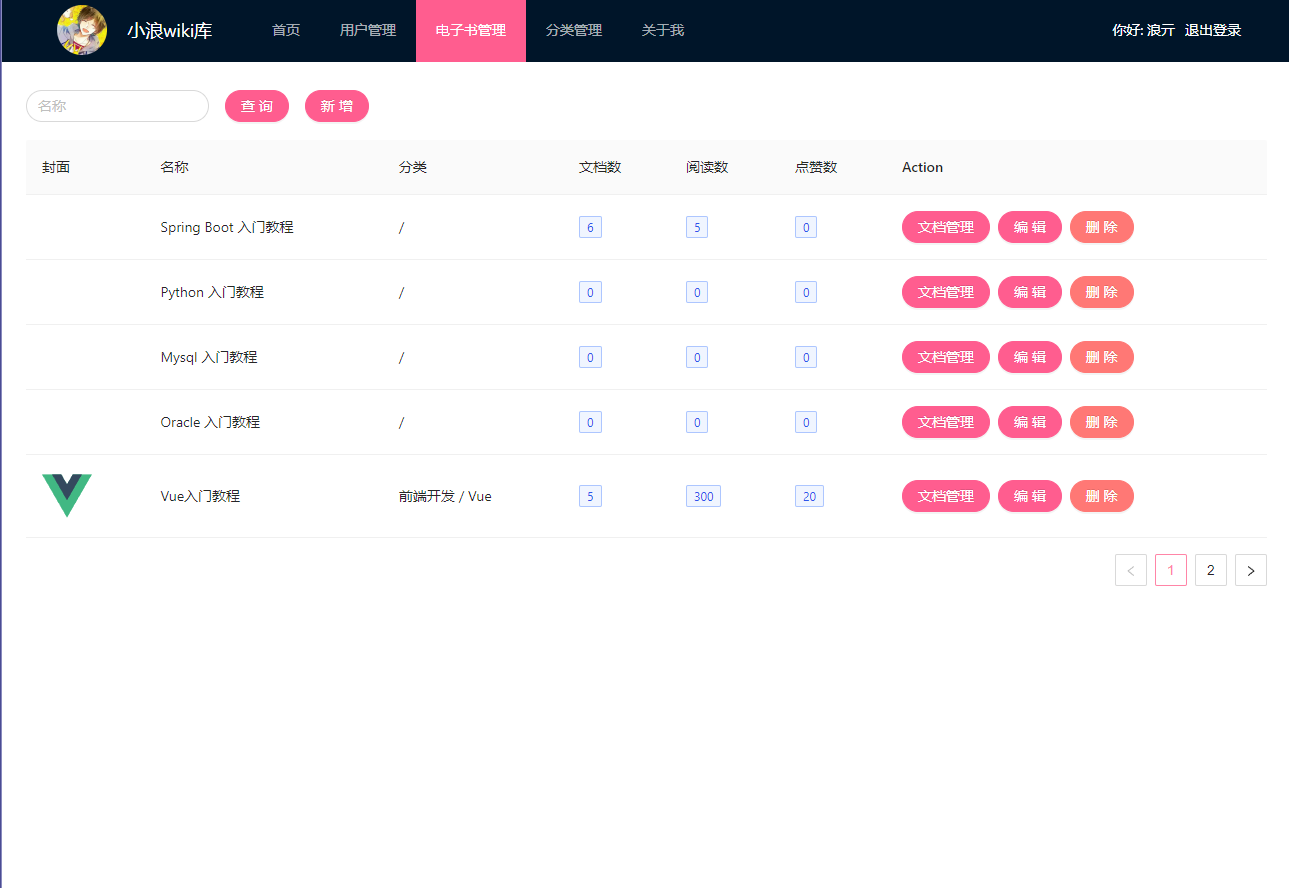 小浪wiki库 首页 用户管理 电子书管理 分类管理 关于我 你好: 浪亓 退出登录
名称 查 询 新 增
封面 名称 分类 文档数 阅读数 点赞数 Action
Spring Boot 入门教程 / 6 5 0 文档管理 编 辑 删 除
Python 入门教程 / 0 0 0 文档管理 编 辑 删 除
Mysql 入门教程 / 0 0 0 文档管理 编 辑 删 除
Oracle 入门教程 / 0 0 0 文档管理 编 辑 删 除
Vue入门教程 前端开发 / Vue 5 300 20 文档管理 编 辑 删 除
< 1 2 >